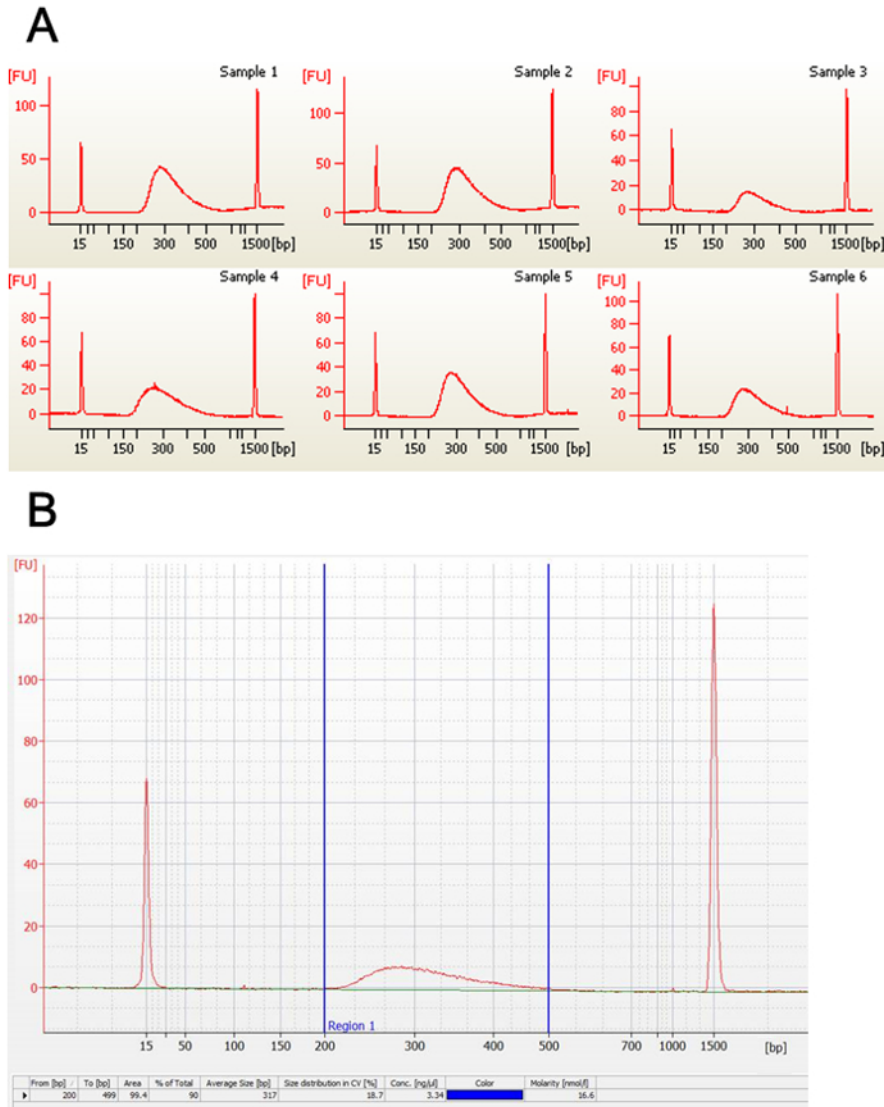 A
Sample 1
[FU]
100
50
0
15 150 300 500 1500 [bp]
Sample 2
[FU]
100
50
0
15 150 300 500 1500 [bp]
Sample 3
[FU]
80
60
40
20
0
15 150 300 500 1500 [bp]
Sample 4
[FU]
80
60
40
20
0
15 150 300 500 1500 [bp]
Sample 5
[FU]
80
60
40
20
0
15 150 300 500 1500 [bp]
Sample 6
[FU]
100
80
60
40
20
0
15 150 300 500 1500 [bp]
B
[FU]
120
100
80
60
40
20
0
Region 1
15 50 100 150 200 300 400 500 700 1000 1500 [bp]
From [bp] / To [bp] Area % of Total Average Size [bp] Size distribution in CV [%] Conc. [ng/µl] Color Molarity [nmol/l]
200 499 99.4 90 317 18.7 3.34 16.6